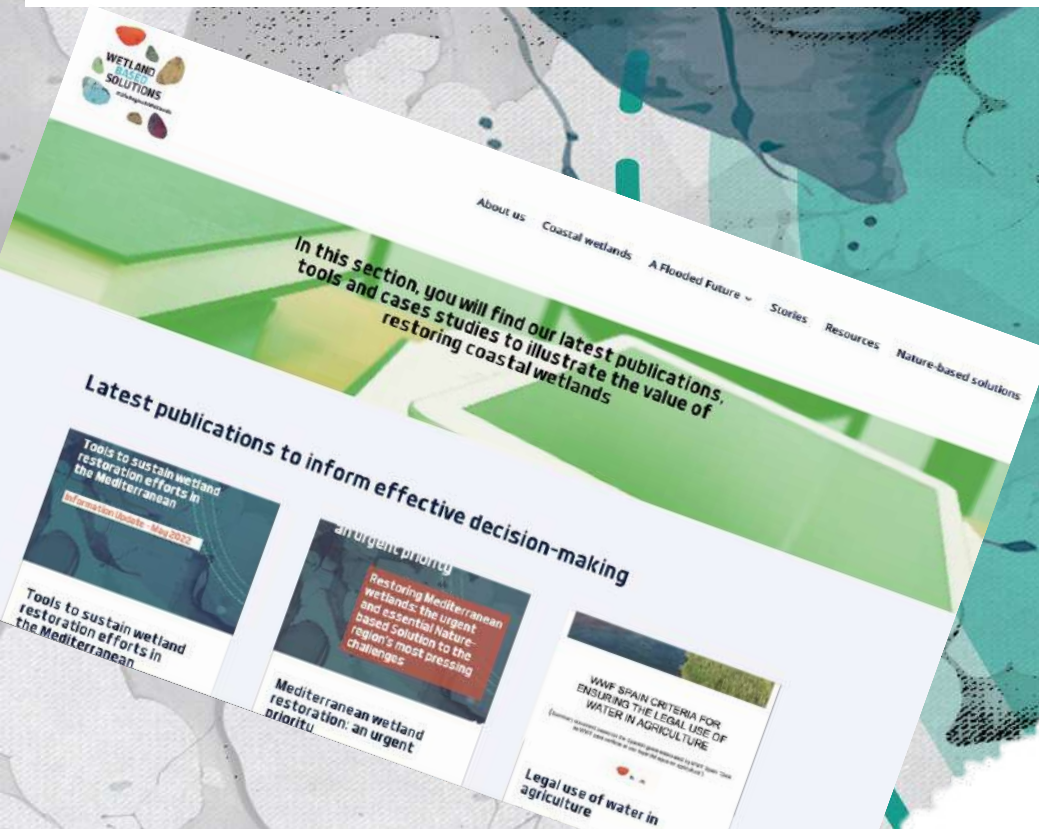 WETLAND
BASED
SOLUTIONS
About us
Coastal wetlands
A Flooded Future
Stories
Resources
Nature-based solutions
In this section, you will find our latest publications,
tools and cases studies to illustrate the value of
restoring coastal wetlands
Latest publications to inform effective decision-making
Tools to sustain wetland
restoration efforts in
the Mediterranean
Information Update - May 2022
Tools to sustain wetland
restoration efforts in
the Mediterranean
an urgent priority
Restoring Mediterranean
wetlands: the urgent
and essential Nature-
based Solution to the
region's most pressing
challenges
Mediterranean wetland
restoration: an urgent
priority
WWF SPAIN CRITERIA FOR
ENSURING THE LEGAL USE OF
WATER IN AGRICULTURE
Legal use of water in
agriculture